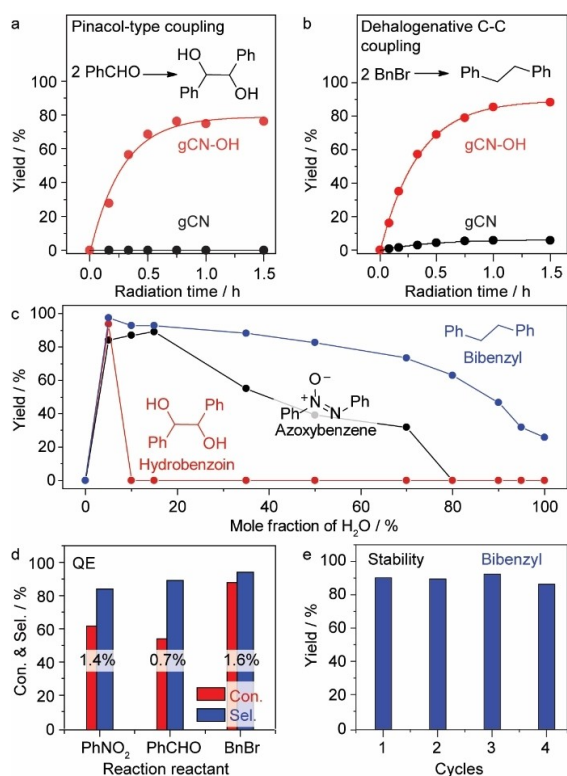 a
Pinacol-type coupling
2 PhCHO
HO
Ph
Ph
OH
gCN-OH
gCN
Yield / %
100
80
60
40
20
0
0.0 0.5 1.0 1.5
Radiation time / h
b
Dehalogenative C-C
coupling
2 BnBr
Ph
Ph
gCN-OH
gCN
Yield / %
100
80
60
40
20
0
0.0 0.5 1.0 1.5
Radiation time / h
c
Ph
Ph
Bibenzyl
O−
Ph
+
N
N
Ph
Azoxybenzene
HO
Ph
Ph
OH
Hydrobenzoin
Yield / %
100
80
60
40
20
0
0 20 40 60 80 100
Mole fraction of H₂O / %
d
QE
Con. & Sel. / %
100
80
60
40
20
0
1.4% 0.7% 1.6%
Con.
Sel.
PhNO₂ PhCHO BnBr
Reaction reactant
e
Stability Bibenzyl
Yield / %
100
80
60
40
20
0
1 2 3 4
Cycles